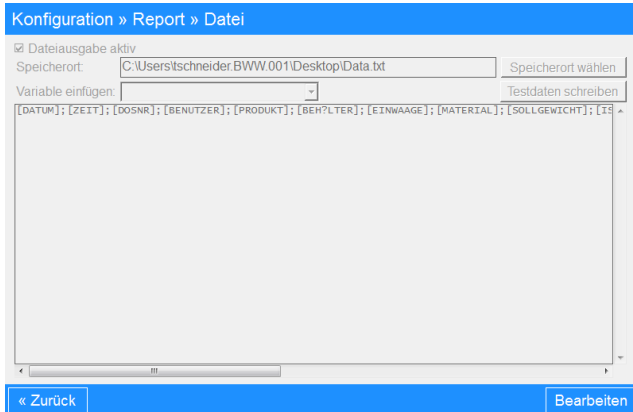 Konfiguration » Report » Datei
Dateiausgabe aktiv
Speicherort: C:\Users\tschneider.BWW.001\Desktop\Data.txt Speicherort wählen
Variable einfügen: Testdaten schreiben
[DATUM];[ZEIT];[DOSNR];[BENUTZER];[PRODUKT];[BEH?LTER];[EINWAAGE];[MATERIAL];[SOLLGEWICHT];[IS
« Zurück Bearbeiten